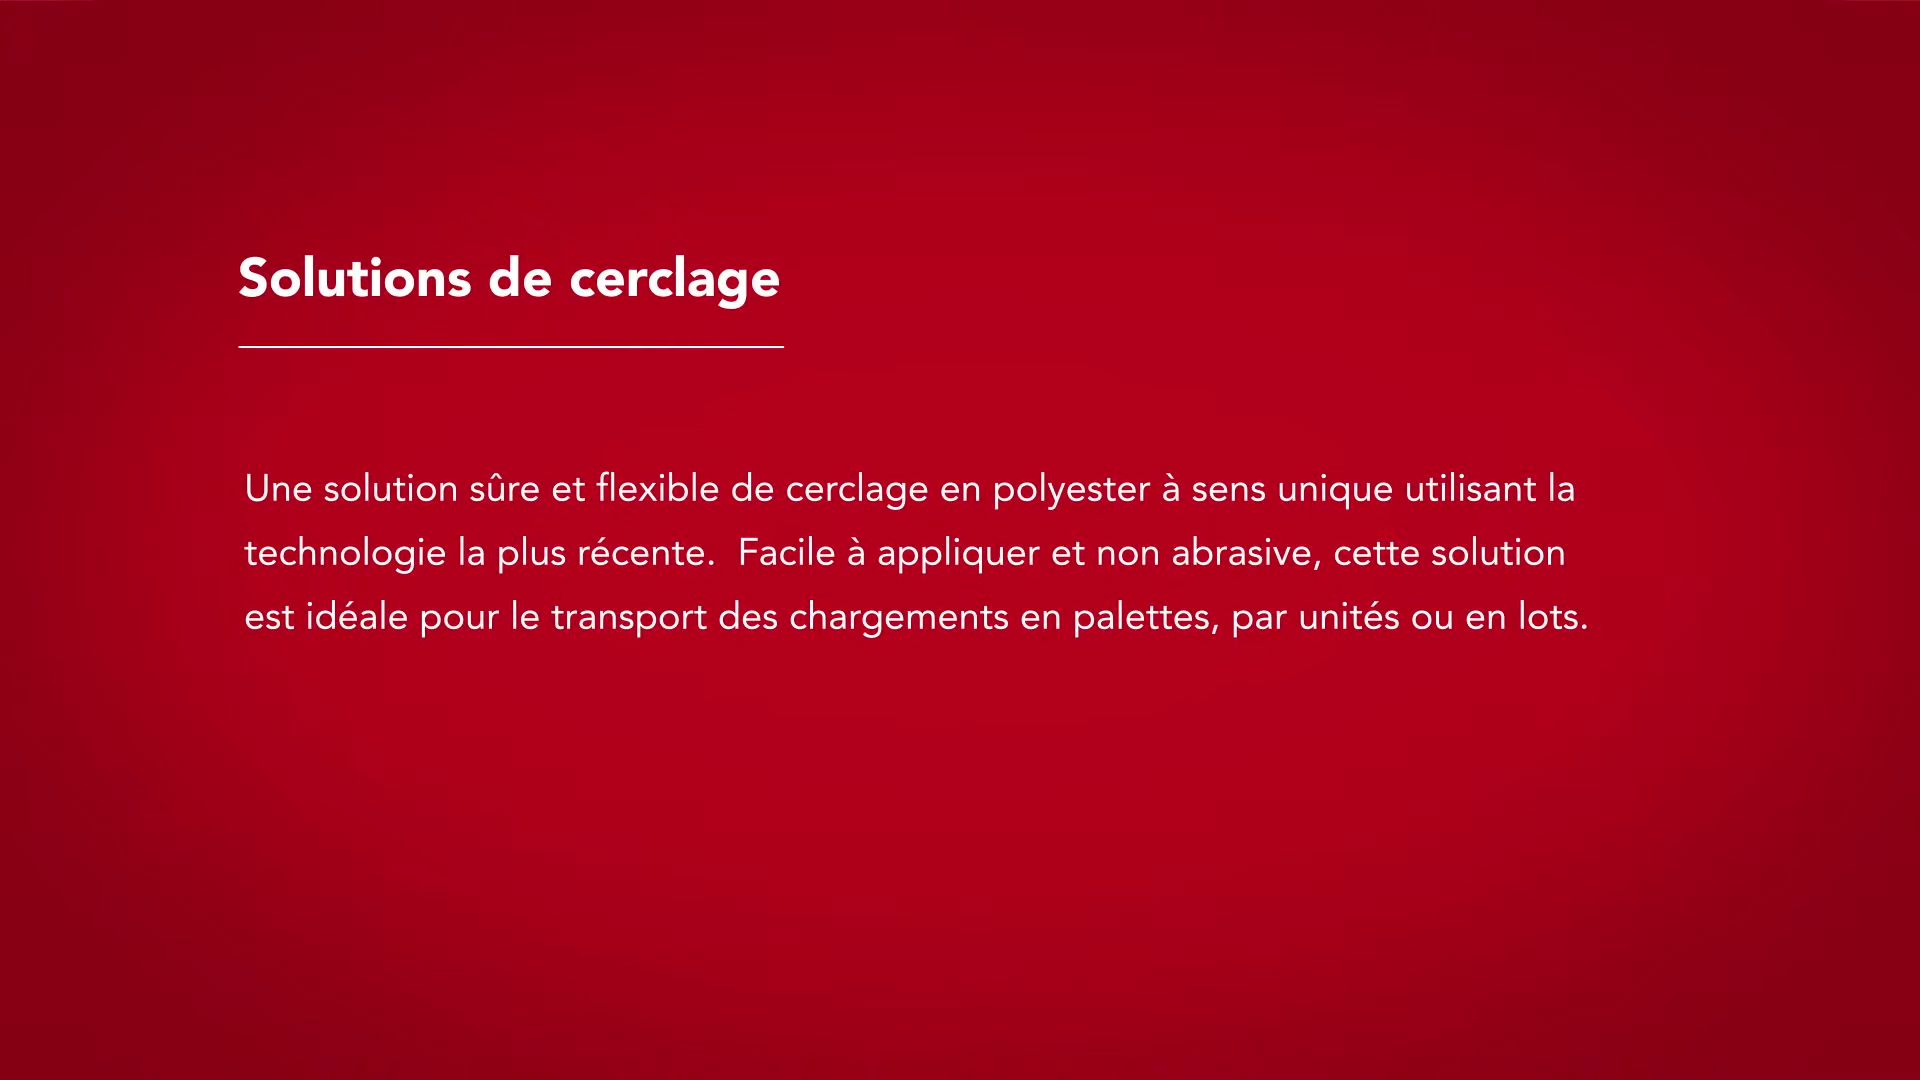 Solutions de cerclage
Une solution sûre et flexible de cerclage en polyester à sens unique utilisant la
technologie la plus récente.  Facile à appliquer et non abrasive, cette solution
est idéale pour le transport des chargements en palettes, par unités ou en lots.